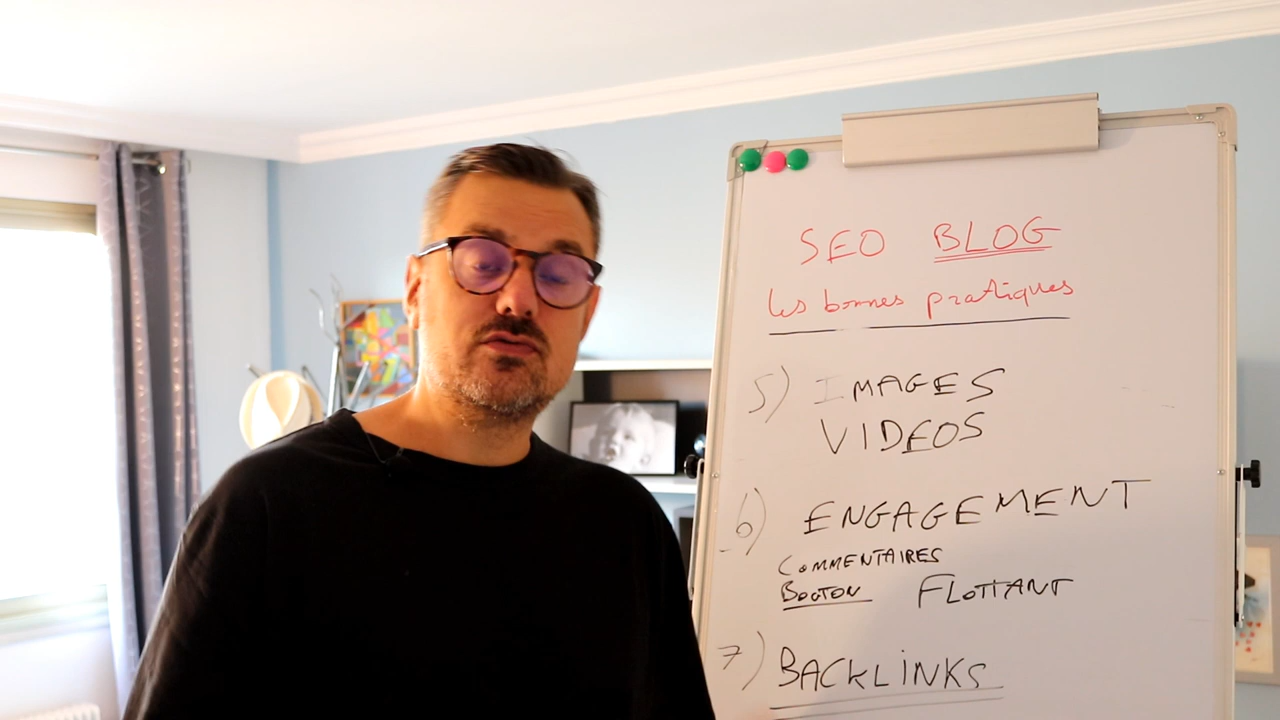 SEO BLOG
les bonnes pratiques
5) IMAGES
VIDEOS
6) ENGAGEMENT
COMMENTAIRES
BOUTON FLOTTANT
7) BACKLINKS